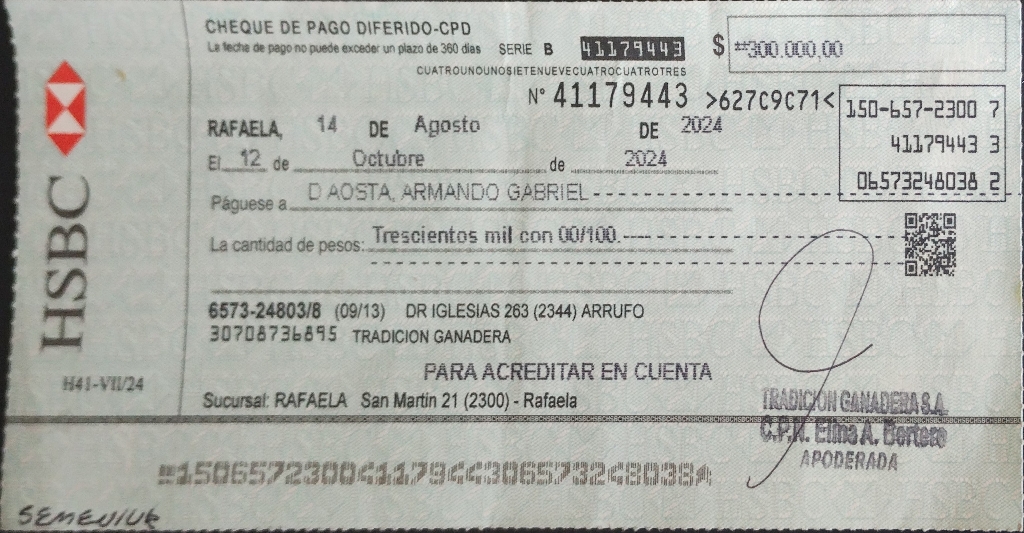 CHEQUE DE PAGO DIFERIDO-CPD
La fecha de pago no puede exceder un plazo de 360 días SERIE B 41179443 $ **300.000,00
CUATROUNOUNOSIETENUEVECUATROCUATROTRES
N° 41179443 >627C9C71<
150-657-2300 7
41179443 3
06573248038 2
RAFAELA, 14 DE Agosto DE 2024
El 12 de Octubre de 2024
Páguese a D AOSTA, ARMANDO GABRIEL
La cantidad de pesos: Trescientos mil con 00/100.
HSBC
6573-24803/8 (09/13) DR IGLESIAS 263 (2344) ARRUFO
30708736895 TRADICION GANADERA
PARA ACREDITAR EN CUENTA
H41-VII/24
Sucursal: RAFAELA San Martin 21 (2300) - Rafaela
TRADICION GANADERA S.A.
C.P.N. Elina A. Bertero
APODERADA
150657230041179443065732480384
SEMENIUK